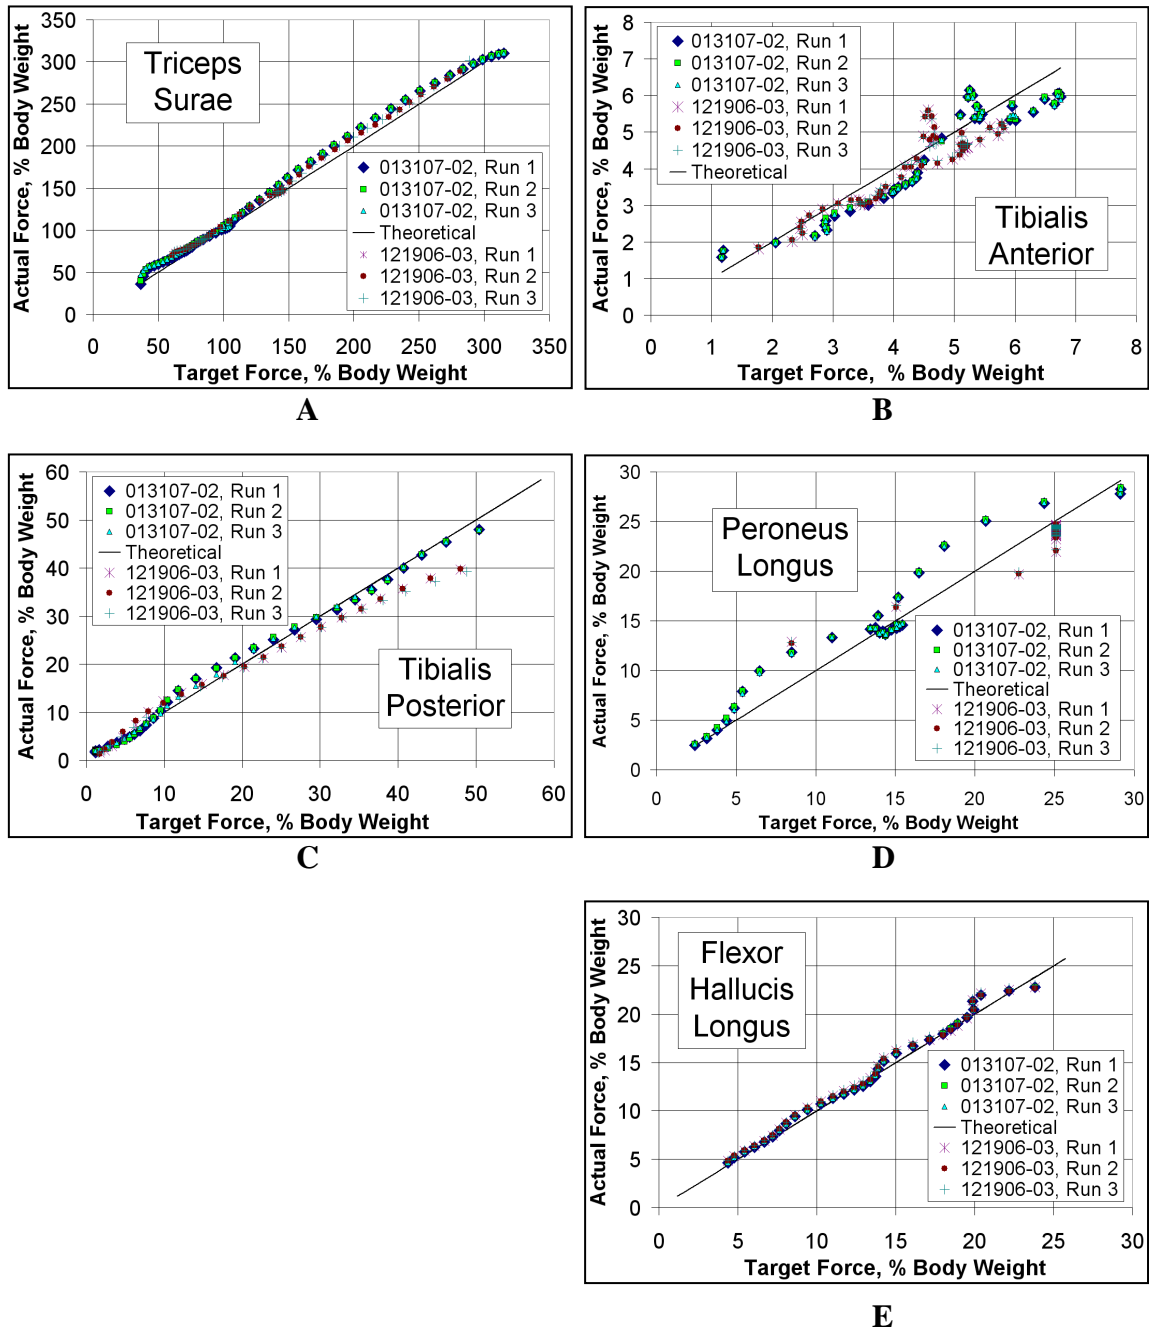 Actual Force, % Body Weight
350
300
250
200
150
100
50
0
Triceps
Surae
013107-02, Run 1
013107-02, Run 2
013107-02, Run 3
Theoretical
121906-03, Run 1
121906-03, Run 2
121906-03, Run 3
0 50 100 150 200 250 300 350
Target Force, % Body Weight
A
Actual Force, % Body Weight
8
7
6
5
4
3
2
1
0
013107-02, Run 1
013107-02, Run 2
013107-02, Run 3
121906-03, Run 1
121906-03, Run 2
121906-03, Run 3
Theoretical
Tibialis
Anterior
0 1 2 3 4 5 6 7 8
Target Force, % Body Weight
B
Actual Force, % Body Weight
60
50
40
30
20
10
0
013107-02, Run 1
013107-02, Run 2
013107-02, Run 3
Theoretical
121906-03, Run 1
121906-03, Run 2
121906-03, Run 3
Tibialis
Posterior
0 10 20 30 40 50 60
Target Force, % Body Weight
C
Actual Force, % Body Weight
30
25
20
15
10
5
0
Peroneus
Longus
013107-02, Run 1
013107-02, Run 2
013107-02, Run 3
Theoretical
121906-03, Run 1
121906-03, Run 2
121906-03, Run 3
0 5 10 15 20 25 30
Target Force, % Body Weight
D
Actual Force, % Body Weight
30
25
20
15
10
5
0
Flexor
Hallucis
Longus
013107-02, Run 1
013107-02, Run 2
013107-02, Run 3
Theoretical
121906-03, Run 1
121906-03, Run 2
121906-03, Run 3
0 5 10 15 20 25 30
Target Force, % Body Weight
E